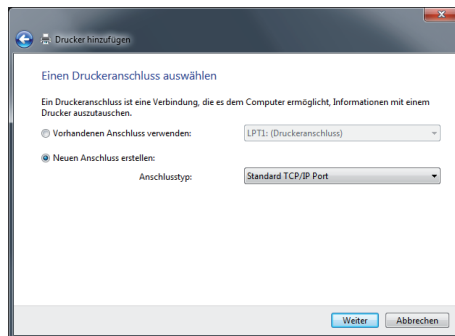 Drucker hinzufügen
Einen Druckeranschluss auswählen
Ein Druckeranschluss ist eine Verbindung, die es dem Computer ermöglicht, Informationen mit einem
Drucker auszutauschen.
Vorhandenen Anschluss verwenden: LPT1: (Druckeranschluss)
Neuen Anschluss erstellen:
Anschlusstyp: Standard TCP/IP Port
Weiter Abbrechen